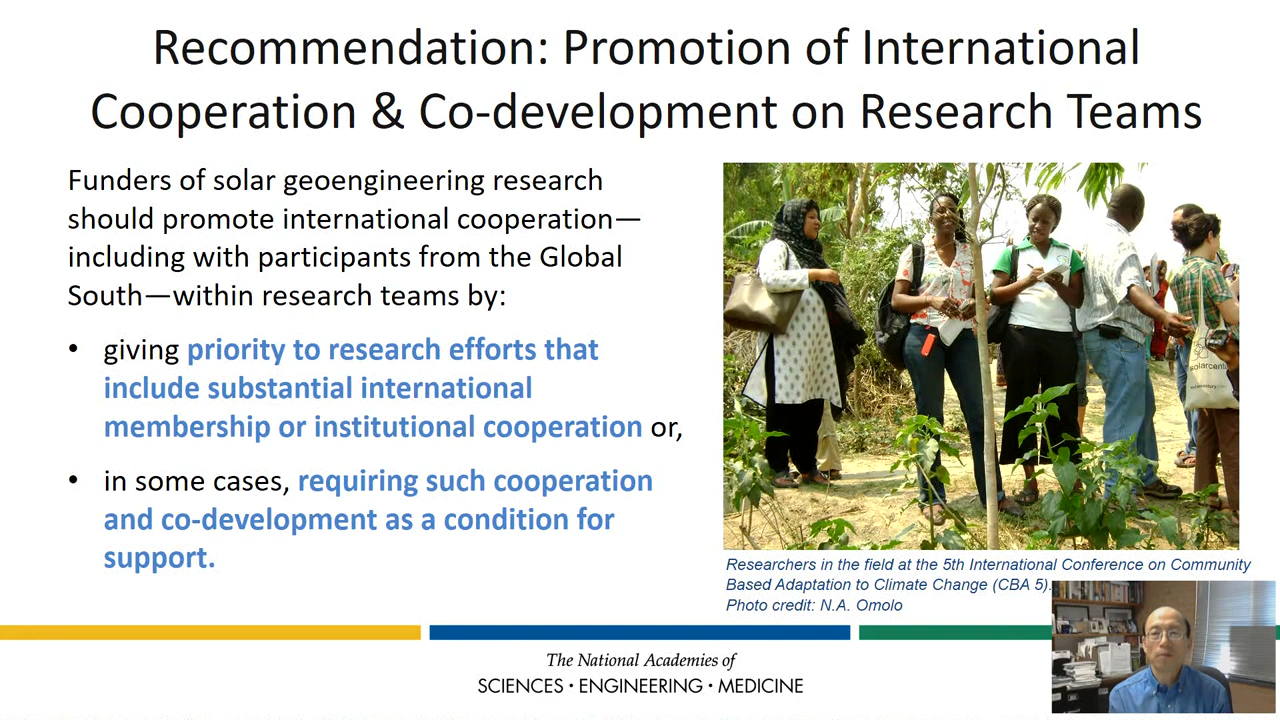 Recommendation: Promotion of International
Cooperation & Co-development on Research Teams
Funders of solar geoengineering research
should promote international cooperation—
including with participants from the Global
South—within research teams by:
• giving priority to research efforts that
include substantial international
membership or institutional cooperation or,
• in some cases, requiring such cooperation
and co-development as a condition for
support.
solarcent
Researchers in the field at the 5th International Conference on Community
Based Adaptation to Climate Change (CBA 5).
Photo credit: N.A. Omolo
The National Academies of
SCIENCES · ENGINEERING · MEDICINE